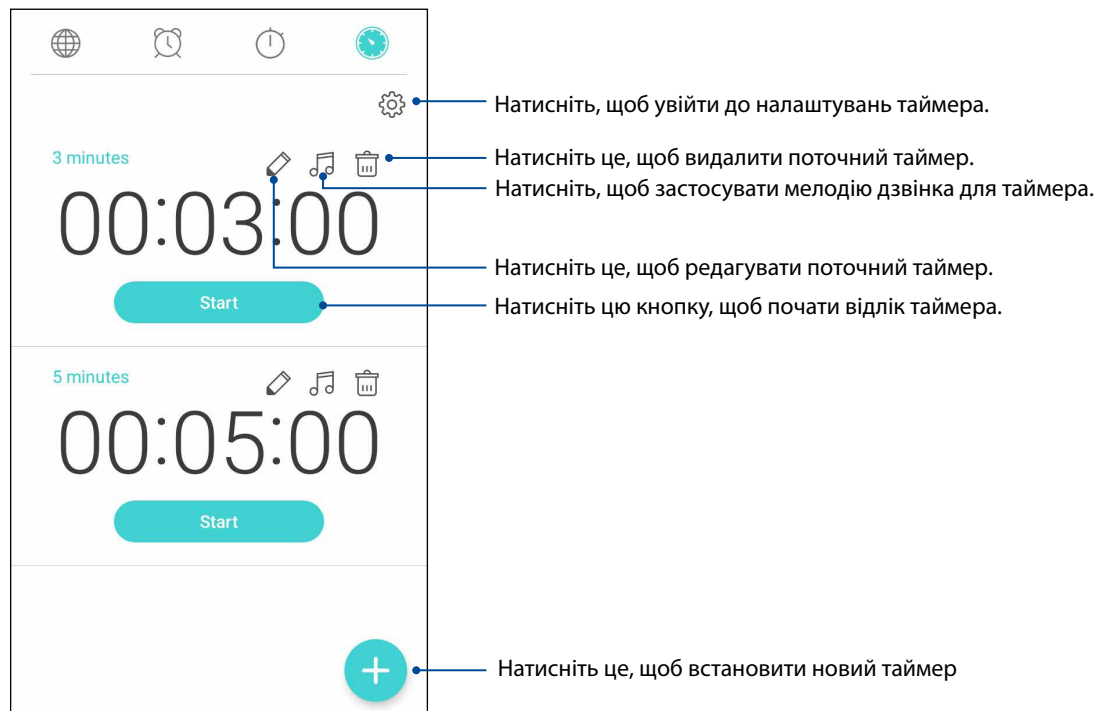 Натисніть, щоб увійти до налаштувань таймера.
3 minutes
Натисніть це, щоб видалити поточний таймер.
Натисніть, щоб застосувати мелодію дзвінка для таймера.
00:03:00
Натисніть це, щоб редагувати поточний таймер.
Start
Натисніть цю кнопку, щоб почати відлік таймера.
5 minutes
00:05:00
Start
Натисніть це, щоб встановити новий таймер